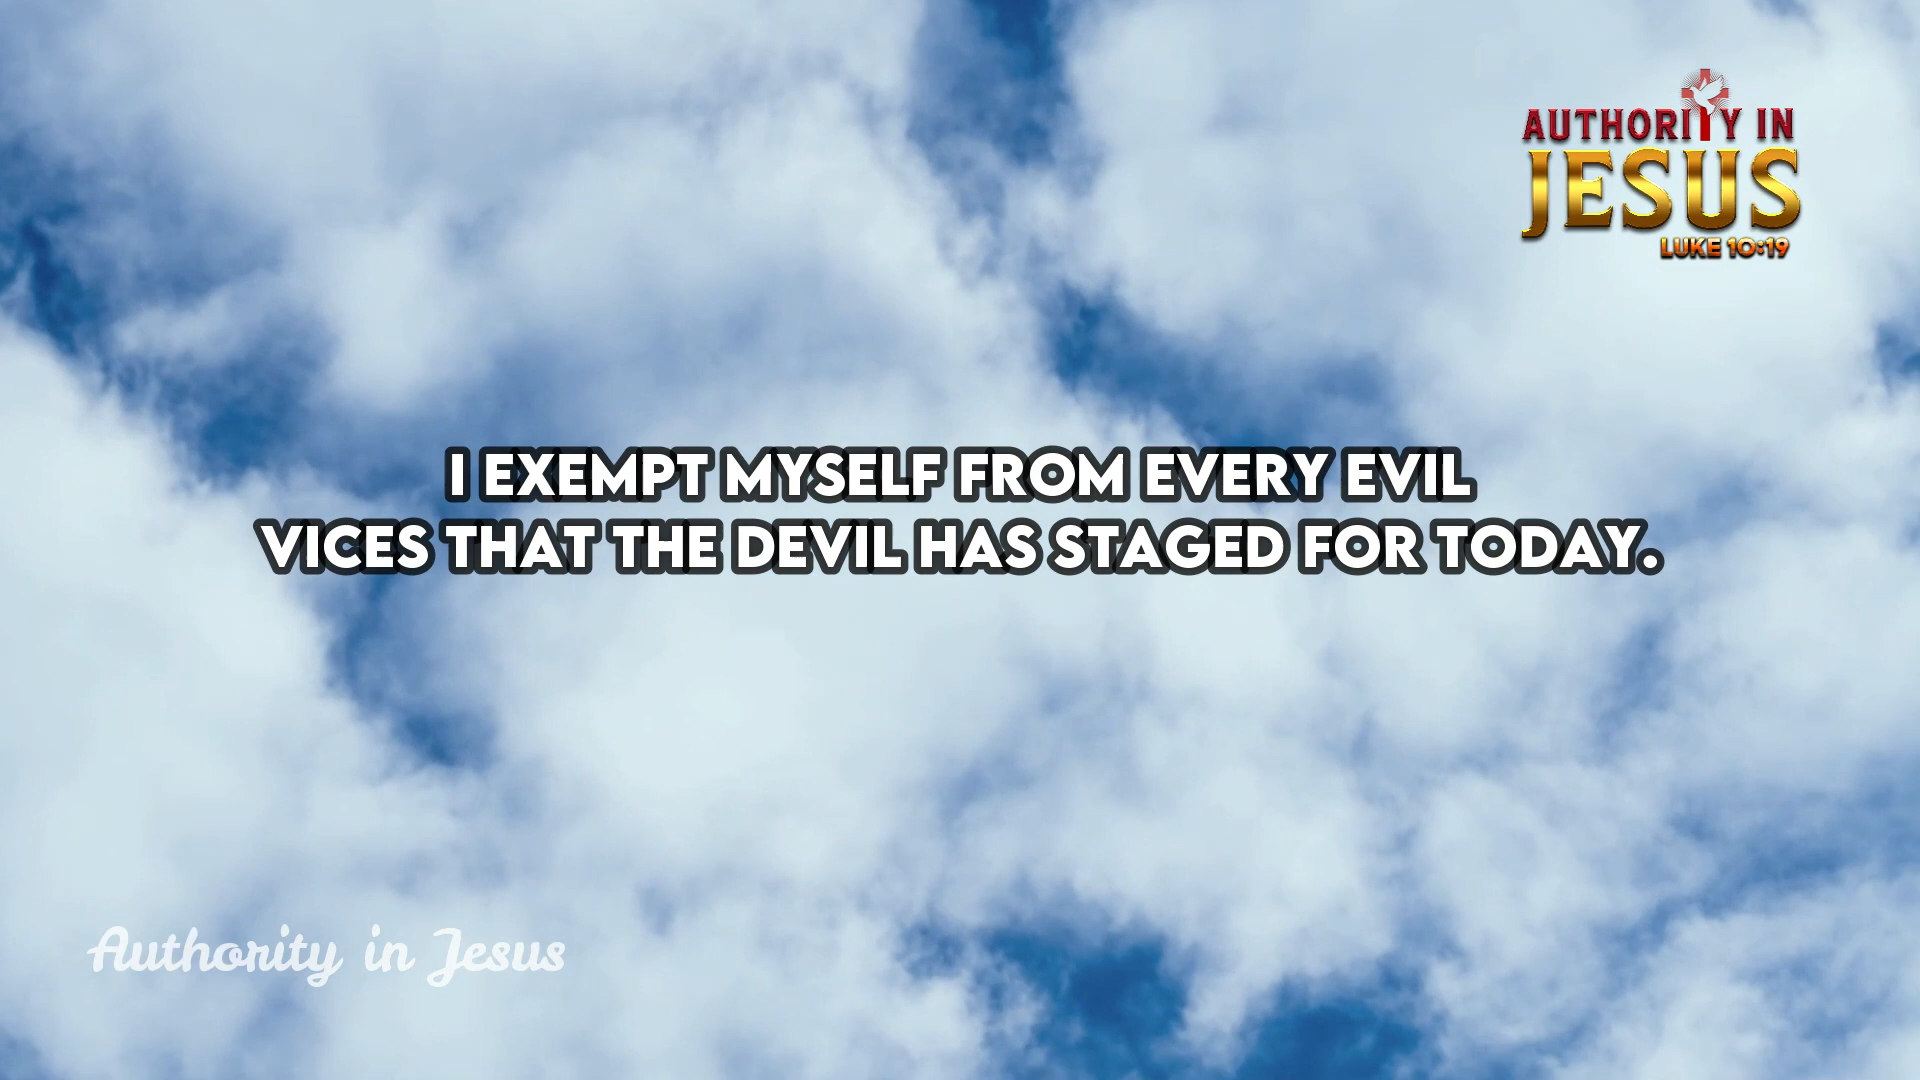 AUTHORITY IN
JESUS
LUKE 10:19
I EXEMPT MYSELF FROM EVERY EVIL
VICES THAT THE DEVIL HAS STAGED FOR TODAY.
Authority in Jesus